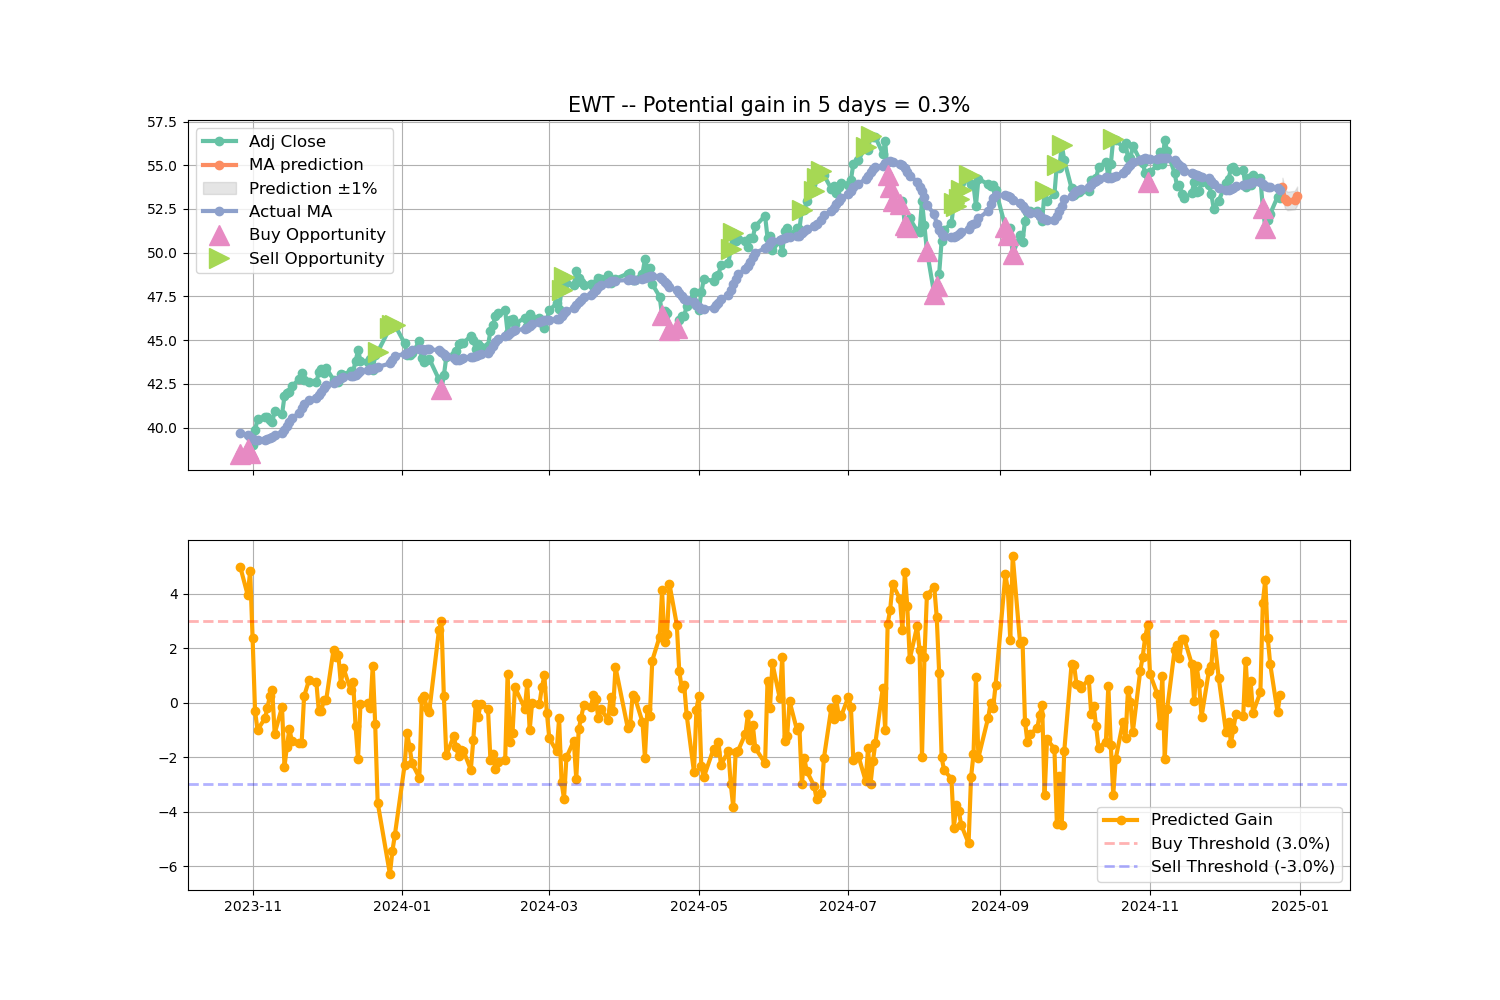 EWT -- Potential gain in 5 days = 0.3%
57.5
55.0
52.5
50.0
47.5
45.0
42.5
40.0
Adj Close
MA prediction
Prediction ±1%
Actual MA
Buy Opportunity
Sell Opportunity
4
2
0
−2
−4
−6
Predicted Gain
Buy Threshold (3.0%)
Sell Threshold (-3.0%)
2023-11
2024-01
2024-03
2024-05
2024-07
2024-09
2024-11
2025-01